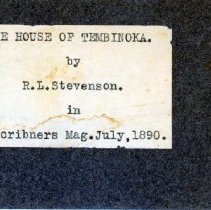 E HOUSE OF TEMBINOKA.
by
R.L.Stevenson.
in
cribners Mag.July,1890.